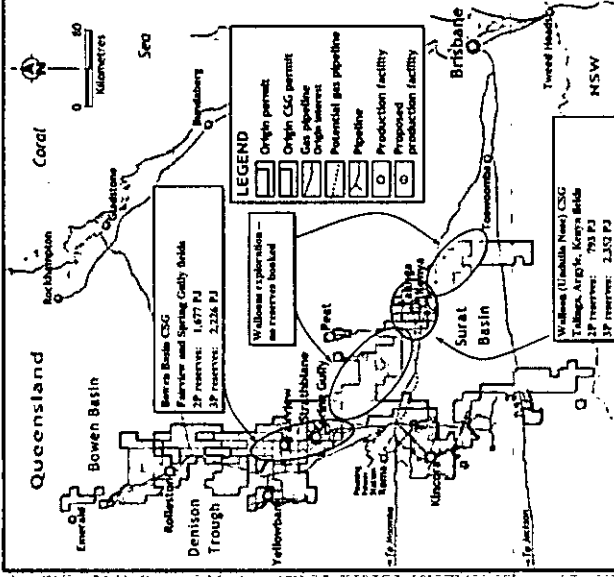 Queensland
Coral
Sea
N
0 80
Kilometres
Emerald
Bowen Basin
Rockhampton
Gladstone
Bundaberg
Rolleston
Denison
Trough
Yellowbank
Fairview
Strathblane
Spring Gully
Peat
Bowen Basin CSG
Fairview and Spring Gully fields
2P reserves: 1,677 PJ
3P reserves: 2,226 PJ
Walloons exploration –
no reserves booked
LEGEND
Origin permit
Origin CSG permit
Gas pipeline
Origin interest
Potential gas pipeline
Pipeline
Production facility
Proposed
production facility
Roma
Kincora
Talinga
Kenya
Surat
Basin
Toowoomba
Brisbane
Tweed Heads
NSW
To Jackson
Walloon (Undulla Nose) CSG
Talinga, Argyle, Kenya fields
2P reserves: 793 PJ
3P reserves: 2,352 PJ